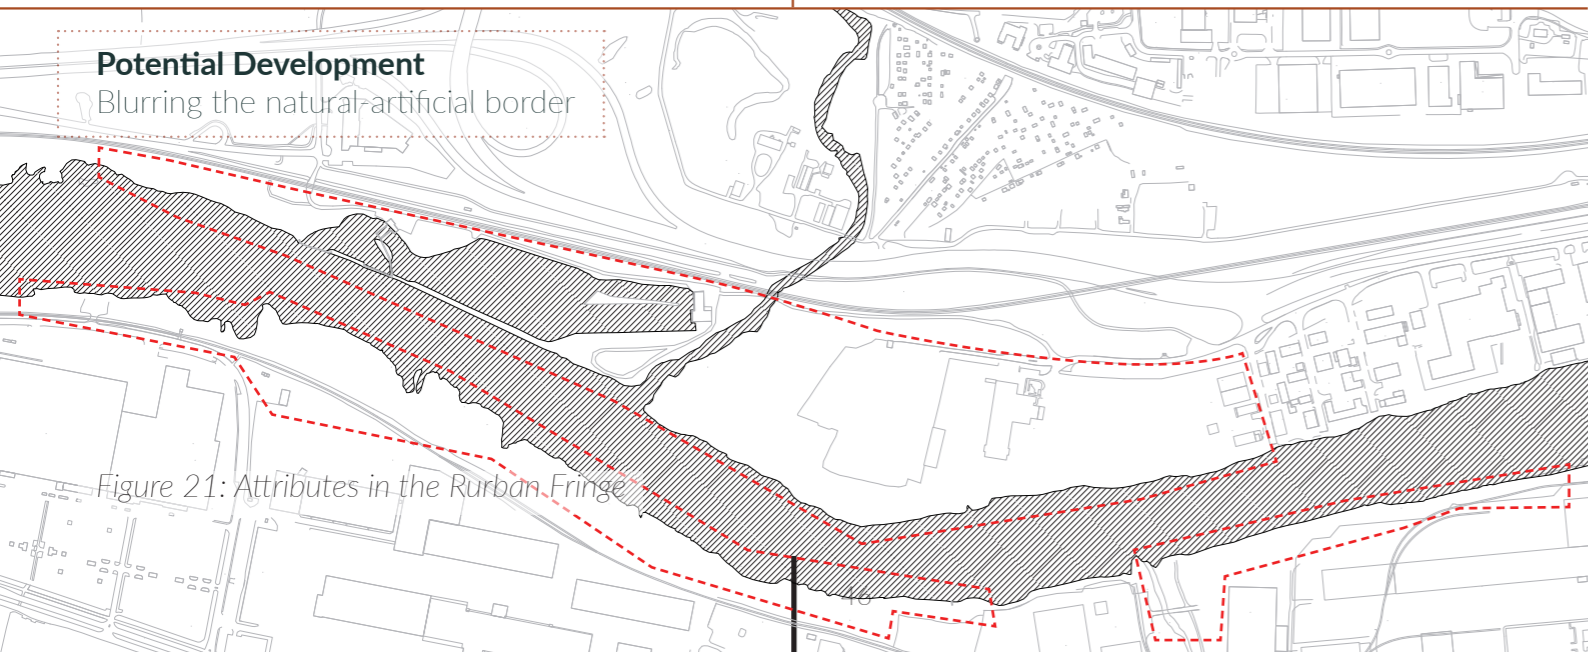 Potential Development
Blurring the natural-artificial border
Figure 21: Attributes in the Rurban Fringe